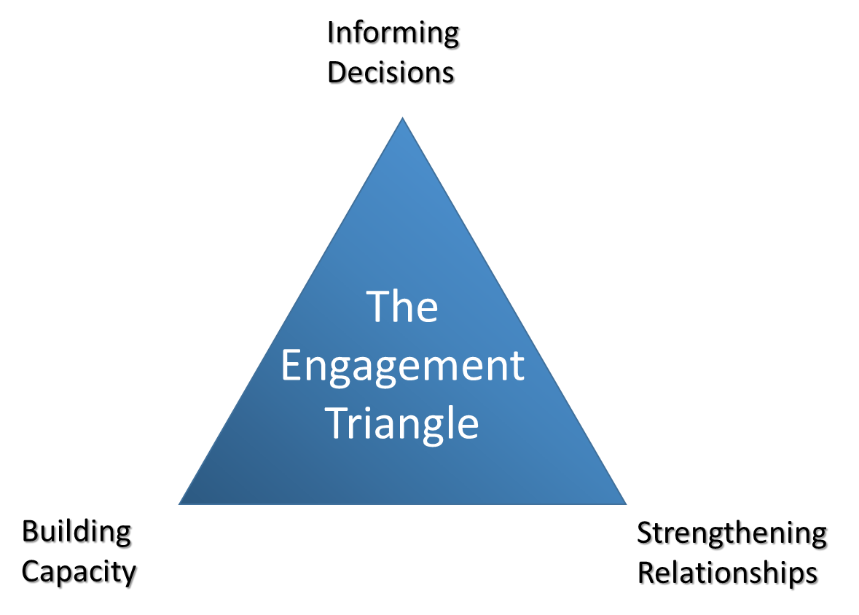 Informing
Decisions
The
Engagement
Triangle
Building
Capacity
Strengthening
Relationships